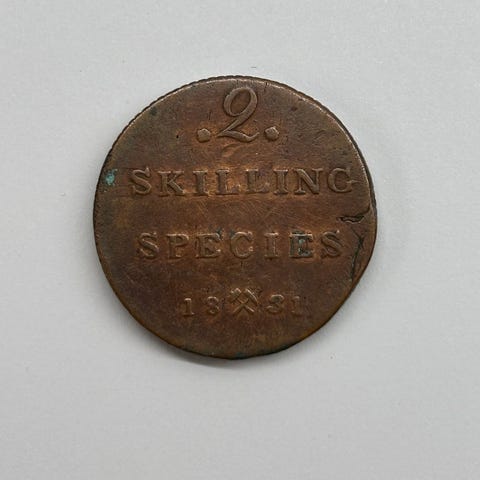 .2.
SKILLING
SPECIES
18⚒31